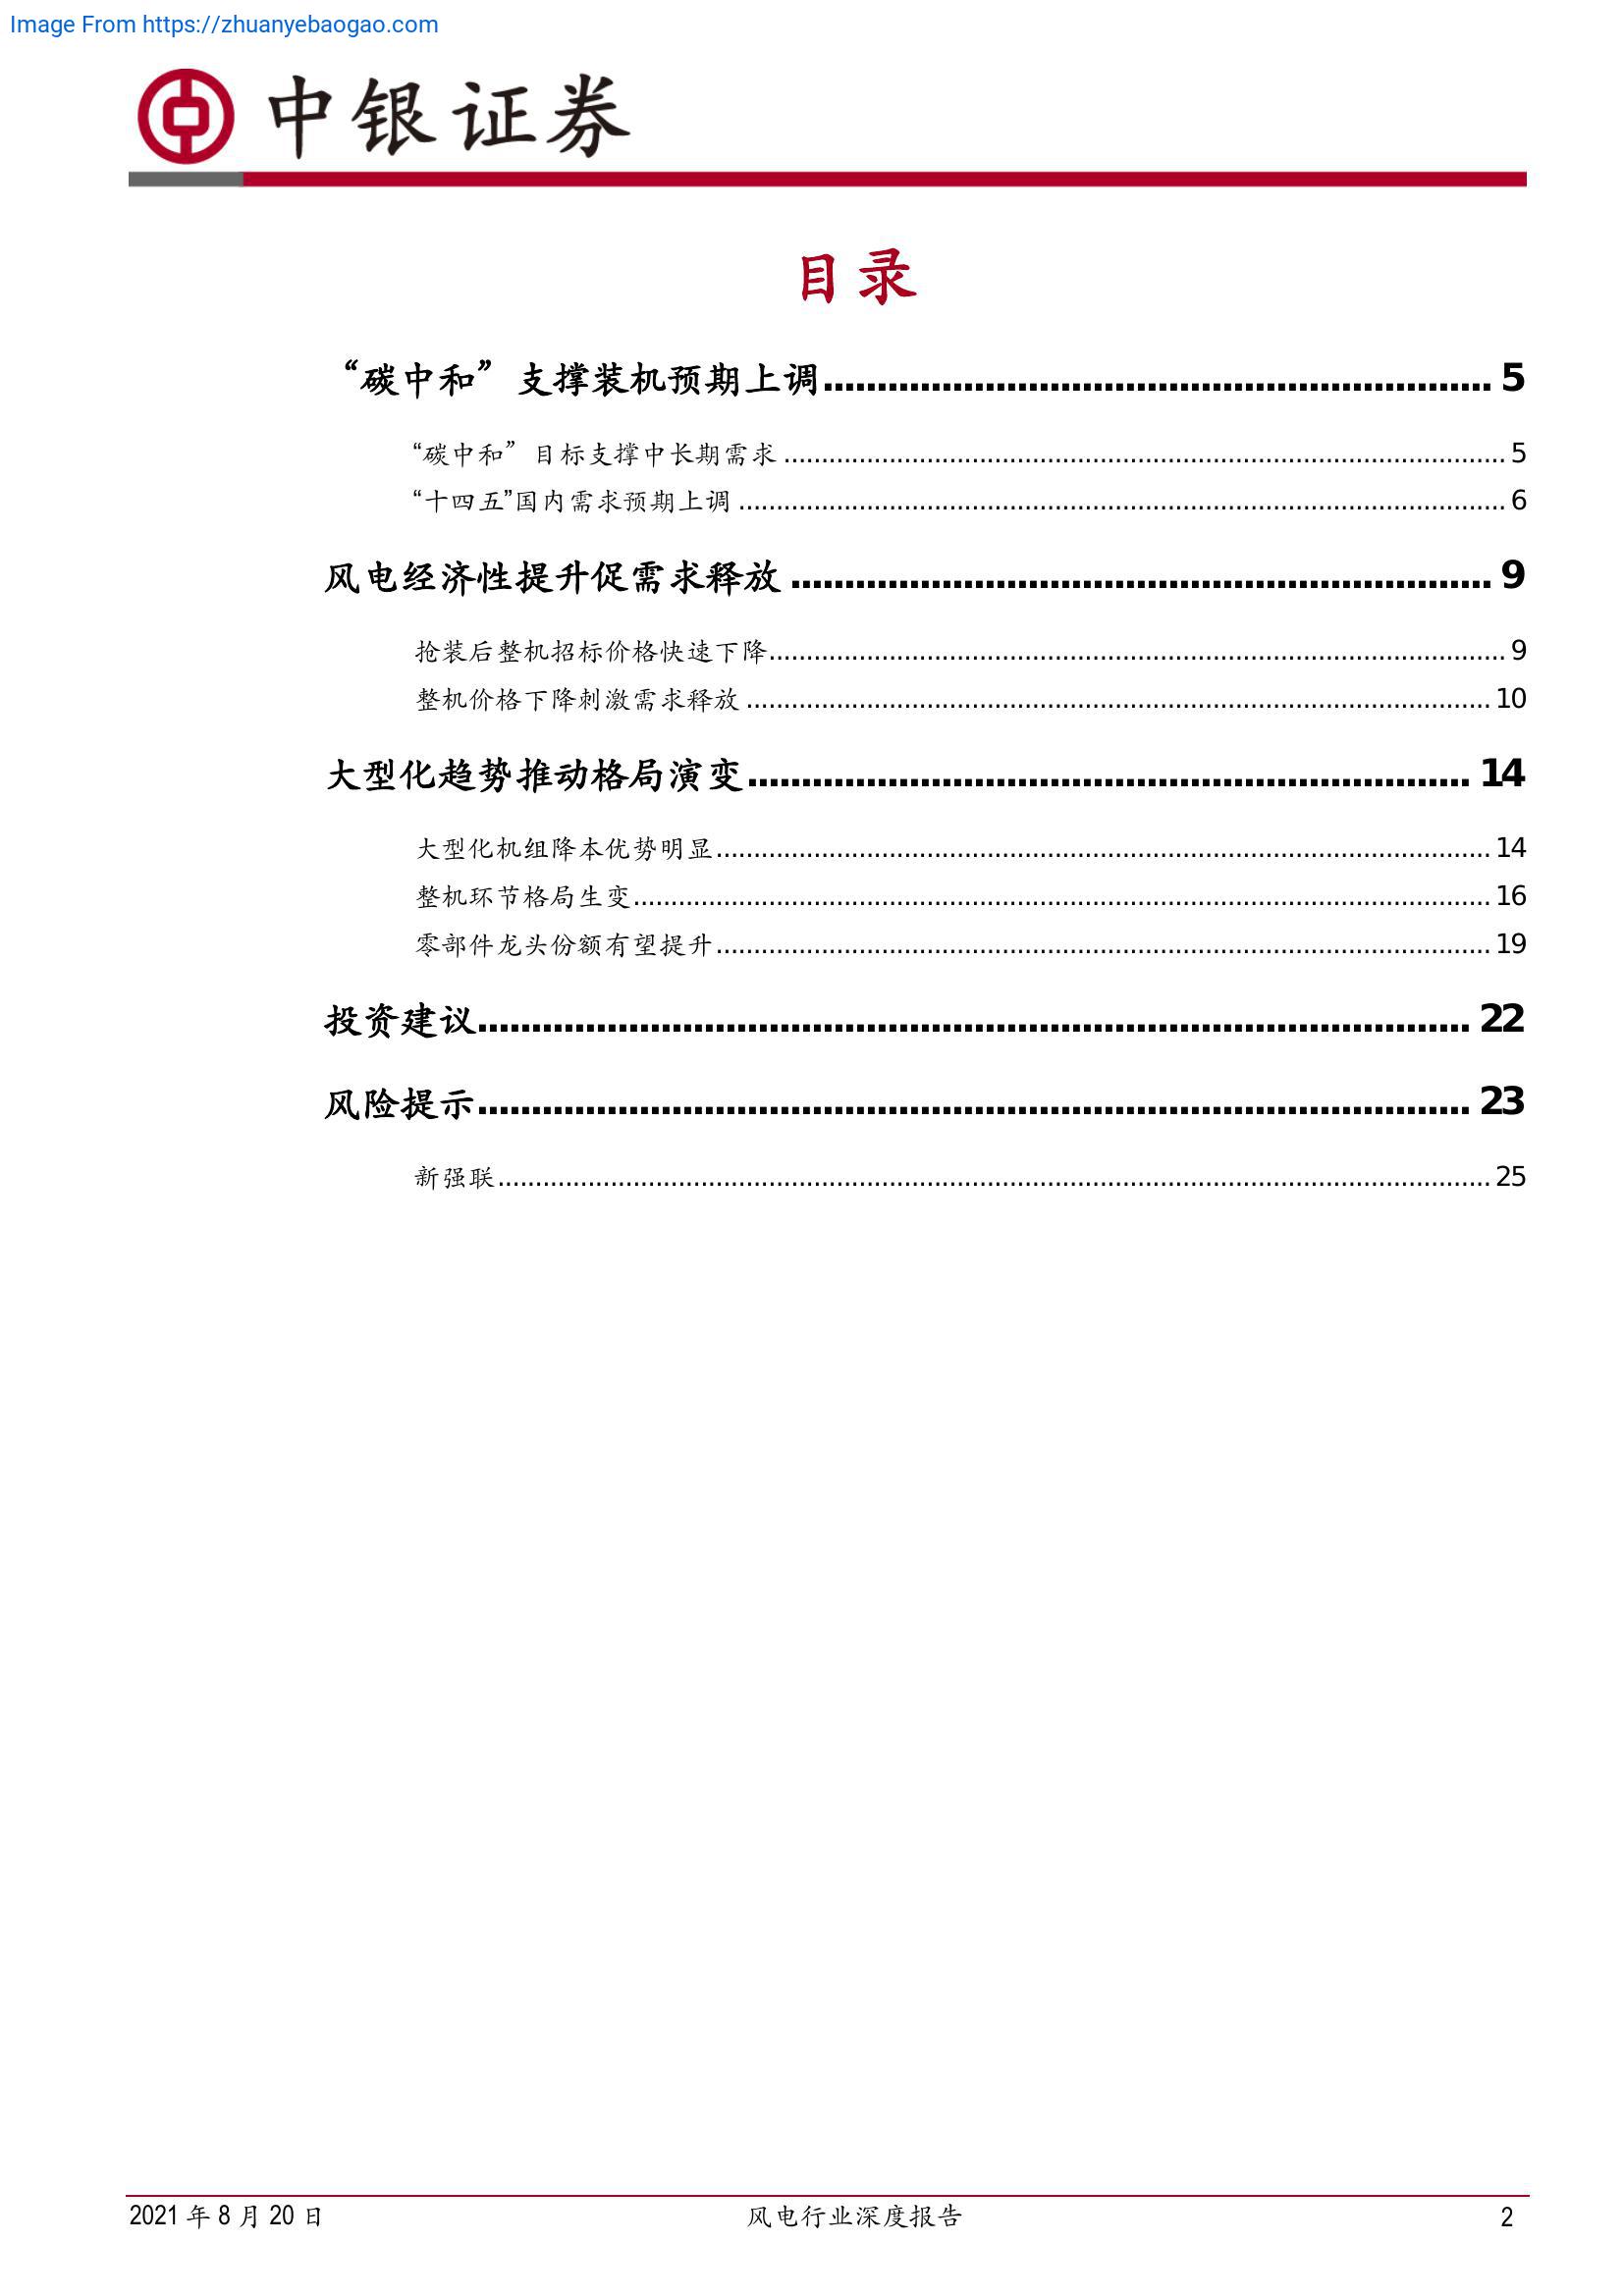 Image From https://zhuanyebaogao.com
中银证券
目录
“碳中和”支撑装机预期上调 5
“碳中和”目标支撑中长期需求 5
“十四五”国内需求预期上调 6
风电经济性提升促需求释放 9
抢装后整机招标价格快速下降 9
整机价格下降刺激需求释放 10
大型化趋势推动格局演变 14
大型化机组降本优势明显 14
整机环节格局生变 16
零部件龙头份额有望提升 19
投资建议 22
风险提示 23
新强联 25
2021 年 8 月 20 日 风电行业深度报告 2